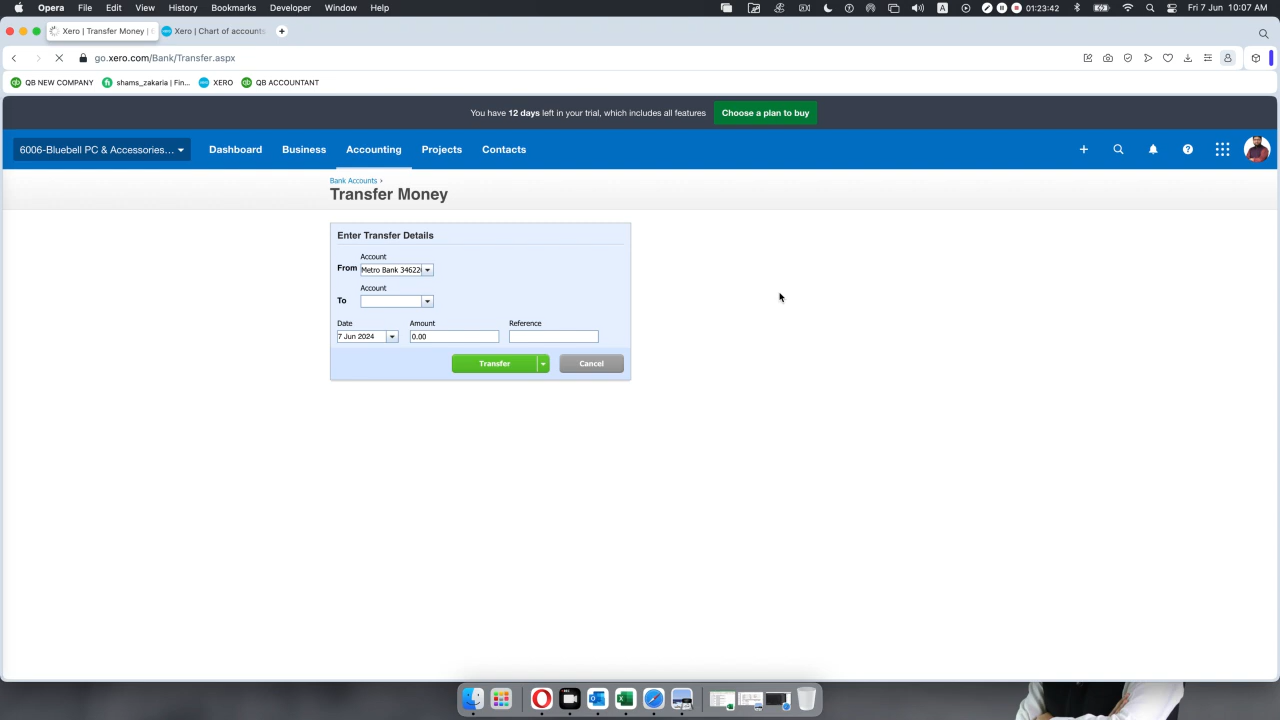 Opera File Edit View History Bookmarks Developer Window Help
01:23:42 A Fri 7 Jun 10:07 AM
Xero | Transfer Money |
Xero | Chart of accounts
go.xero.com/Bank/Transfer.aspx
QB NEW COMPANY shams_zakaria | Fin... XERO QB ACCOUNTANT
You have 12 days left in your trial, which includes all features Choose a plan to buy
6006-Bluebell PC & Accessories... Dashboard Business Accounting Projects Contacts
Bank Accounts ›
Transfer Money
Enter Transfer Details
Account
From Metro Bank 34622
Account
To
Date Amount Reference
7 Jun 2024 0.00
Transfer Cancel